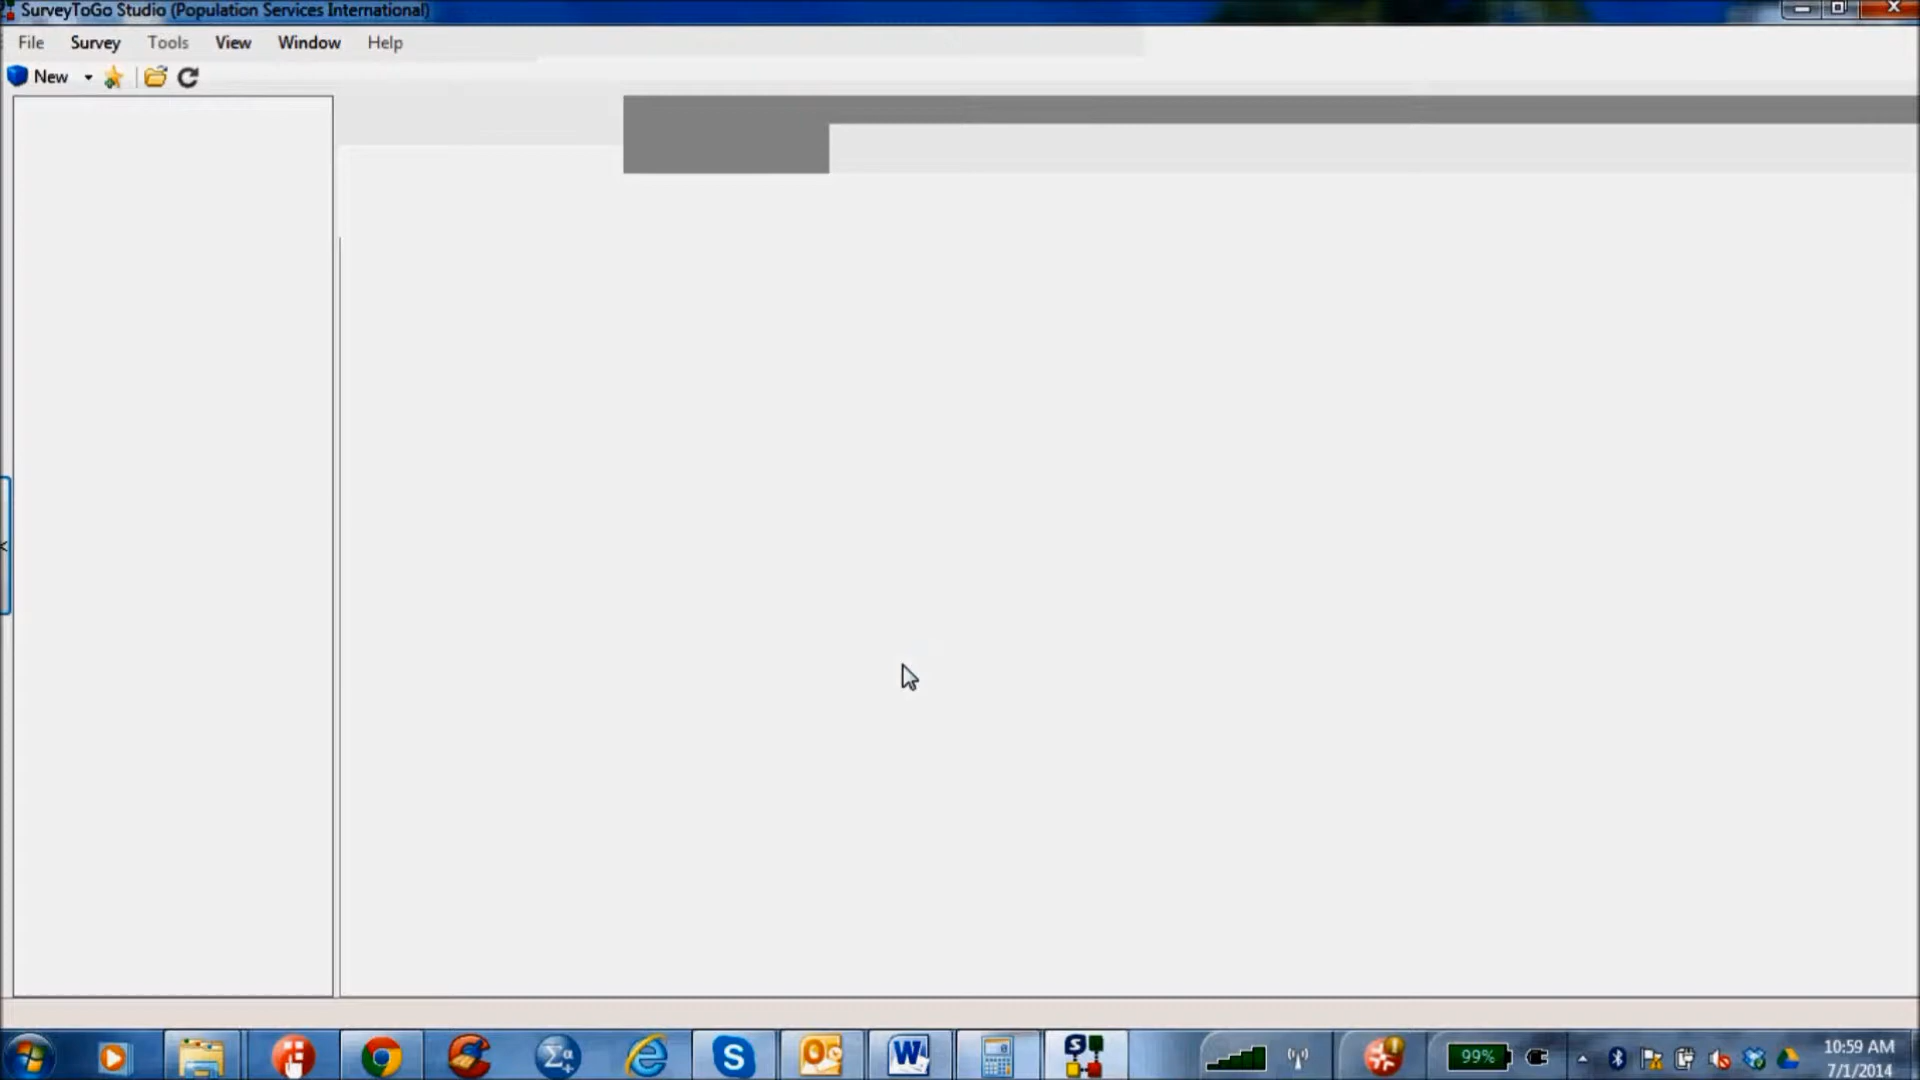 SurveyToGo Studio (Population Services International)
File Survey Tools View Window Help
New
99%
10:59 AM
7/1/2014